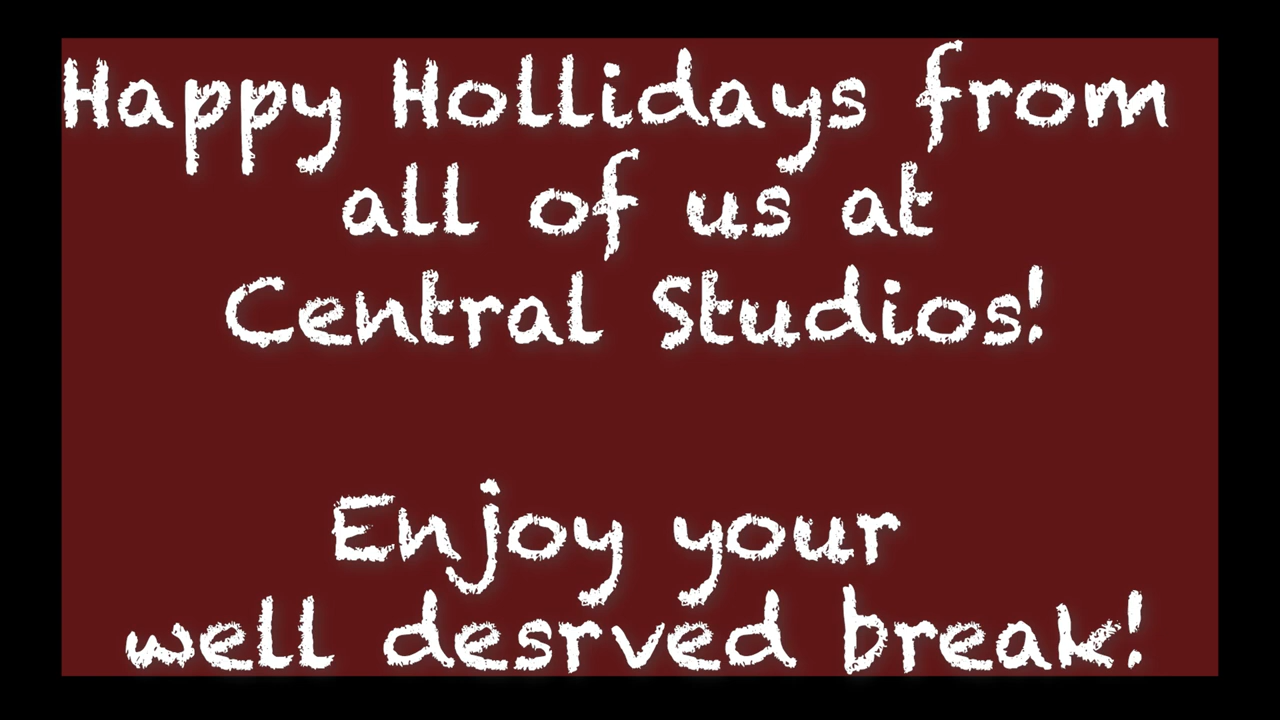 Happy Hollidays from
all of us at
Central Studios!
Enjoy your
well desrved break!